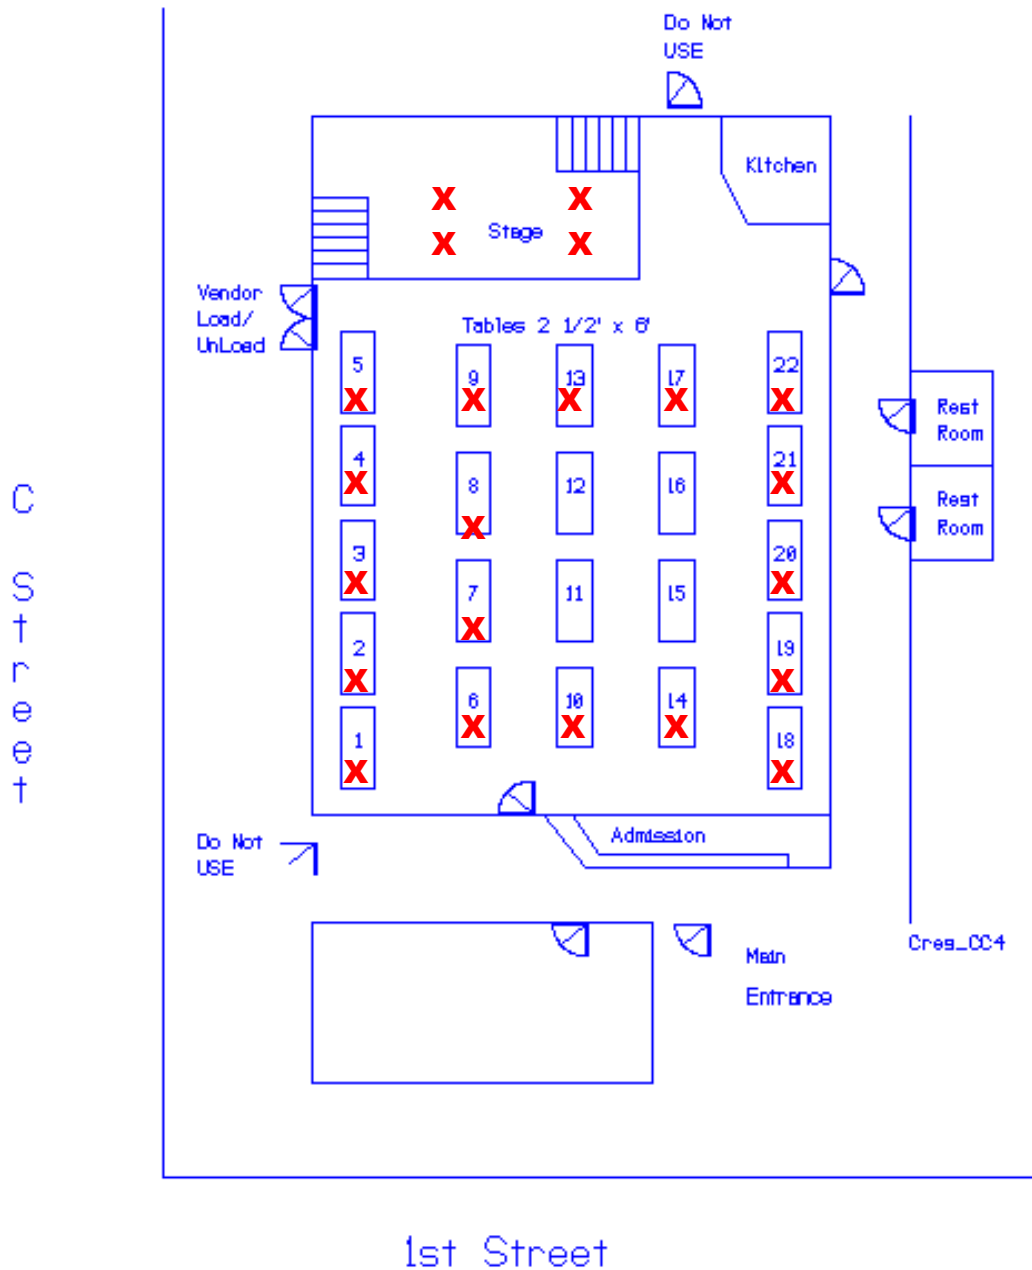 Do Not
USE
Kitchen
X X
Stage
X X
Vendor
Load/
UnLoad
Tables 2 1/2' x 6'
5 9 13 17 22
X X X X X
Rest
Room
4 8 12 16 21
X X X
Rest
Room
3 7 11 15 20
X X X
2 19
X X
6 10 14
X X X
1 18
X X
C Street
Do Not
USE
Admission
Cres_CC4
Main
Entrance
1st Street